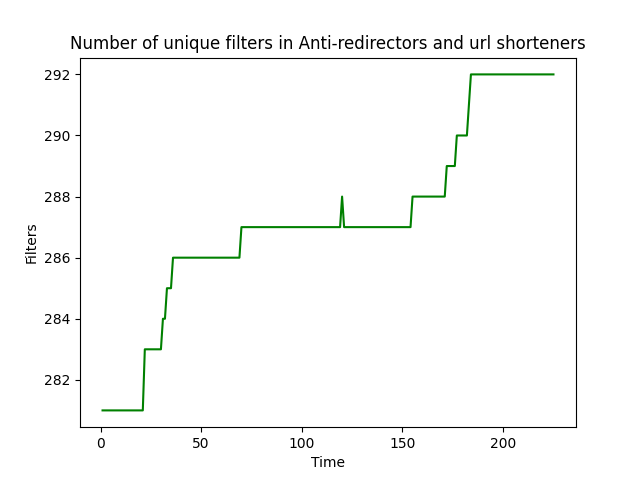 Number of unique filters in Anti-redirectors and url shorteners
292
290
288
286
284
282
Filters
0 50 100 150 200
Time